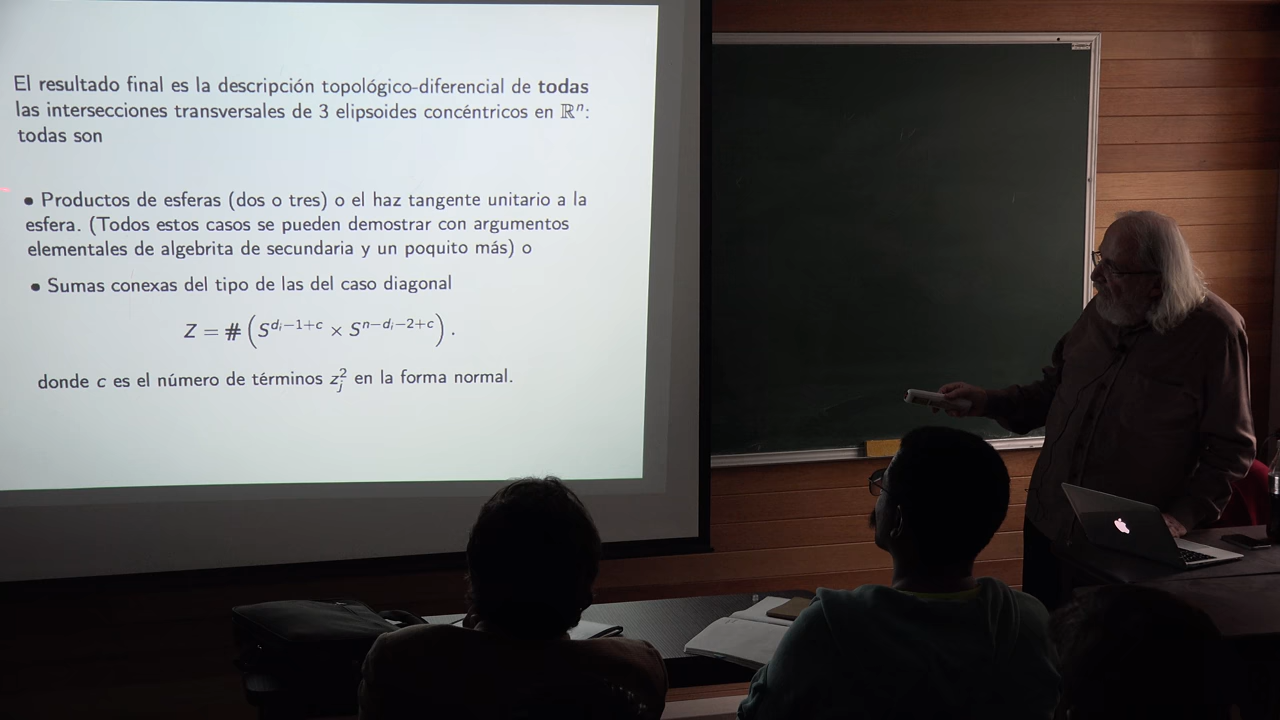 El resultado final es la descripción topológico-diferencial de todas
las intersecciones transversales de 3 elipsoides concéntricos en ℝⁿ:
todas son
• Productos de esferas (dos o tres) o el haz tangente unitario a la
esfera. (Todos estos casos se pueden demostrar con argumentos
elementales de algebrita de secundaria y un poquito más) o
• Sumas conexas del tipo de las del caso diagonal
Z = # (S^{d_i−1+c} × S^{n−d_i−2+c}) .
donde c es el número de términos z_j^2 en la forma normal.